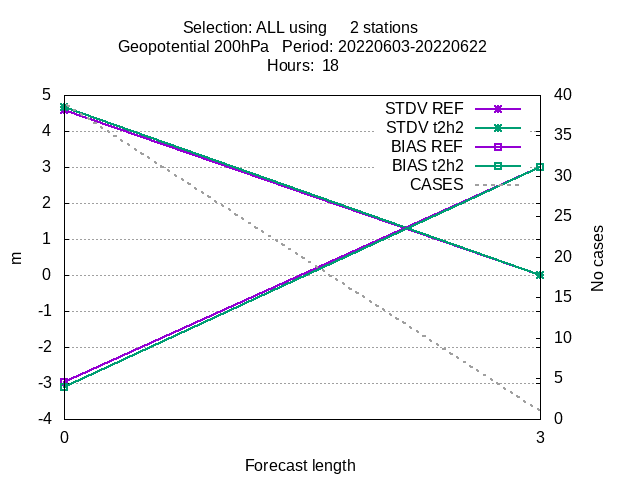 Selection: ALL using     2 stations
Geopotential 200hPa   Period: 20220603-20220622
Hours:  18
5
4
3
2
1
0
-1
-2
-3
-4
m
40
35
30
25
20
15
10
5
0
No cases
STDV REF
STDV t2h2
BIAS REF
BIAS t2h2
CASES
0
3
Forecast length